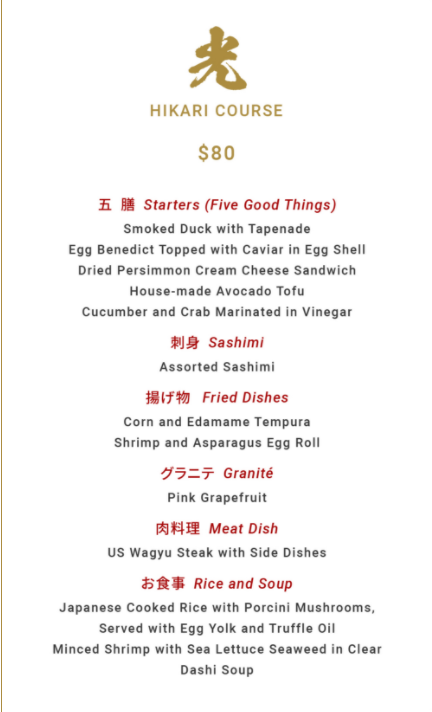 光
HIKARI COURSE
$80
五 膳 Starters (Five Good Things)
Smoked Duck with Tapenade
Egg Benedict Topped with Caviar in Egg Shell
Dried Persimmon Cream Cheese Sandwich
House-made Avocado Tofu
Cucumber and Crab Marinated in Vinegar
刺身 Sashimi
Assorted Sashimi
揚げ物 Fried Dishes
Corn and Edamame Tempura
Shrimp and Asparagus Egg Roll
グラニテ Granité
Pink Grapefruit
肉料理 Meat Dish
US Wagyu Steak with Side Dishes
お食事 Rice and Soup
Japanese Cooked Rice with Porcini Mushrooms,
Served with Egg Yolk and Truffle Oil
Minced Shrimp with Sea Lettuce Seaweed in Clear
Dashi Soup